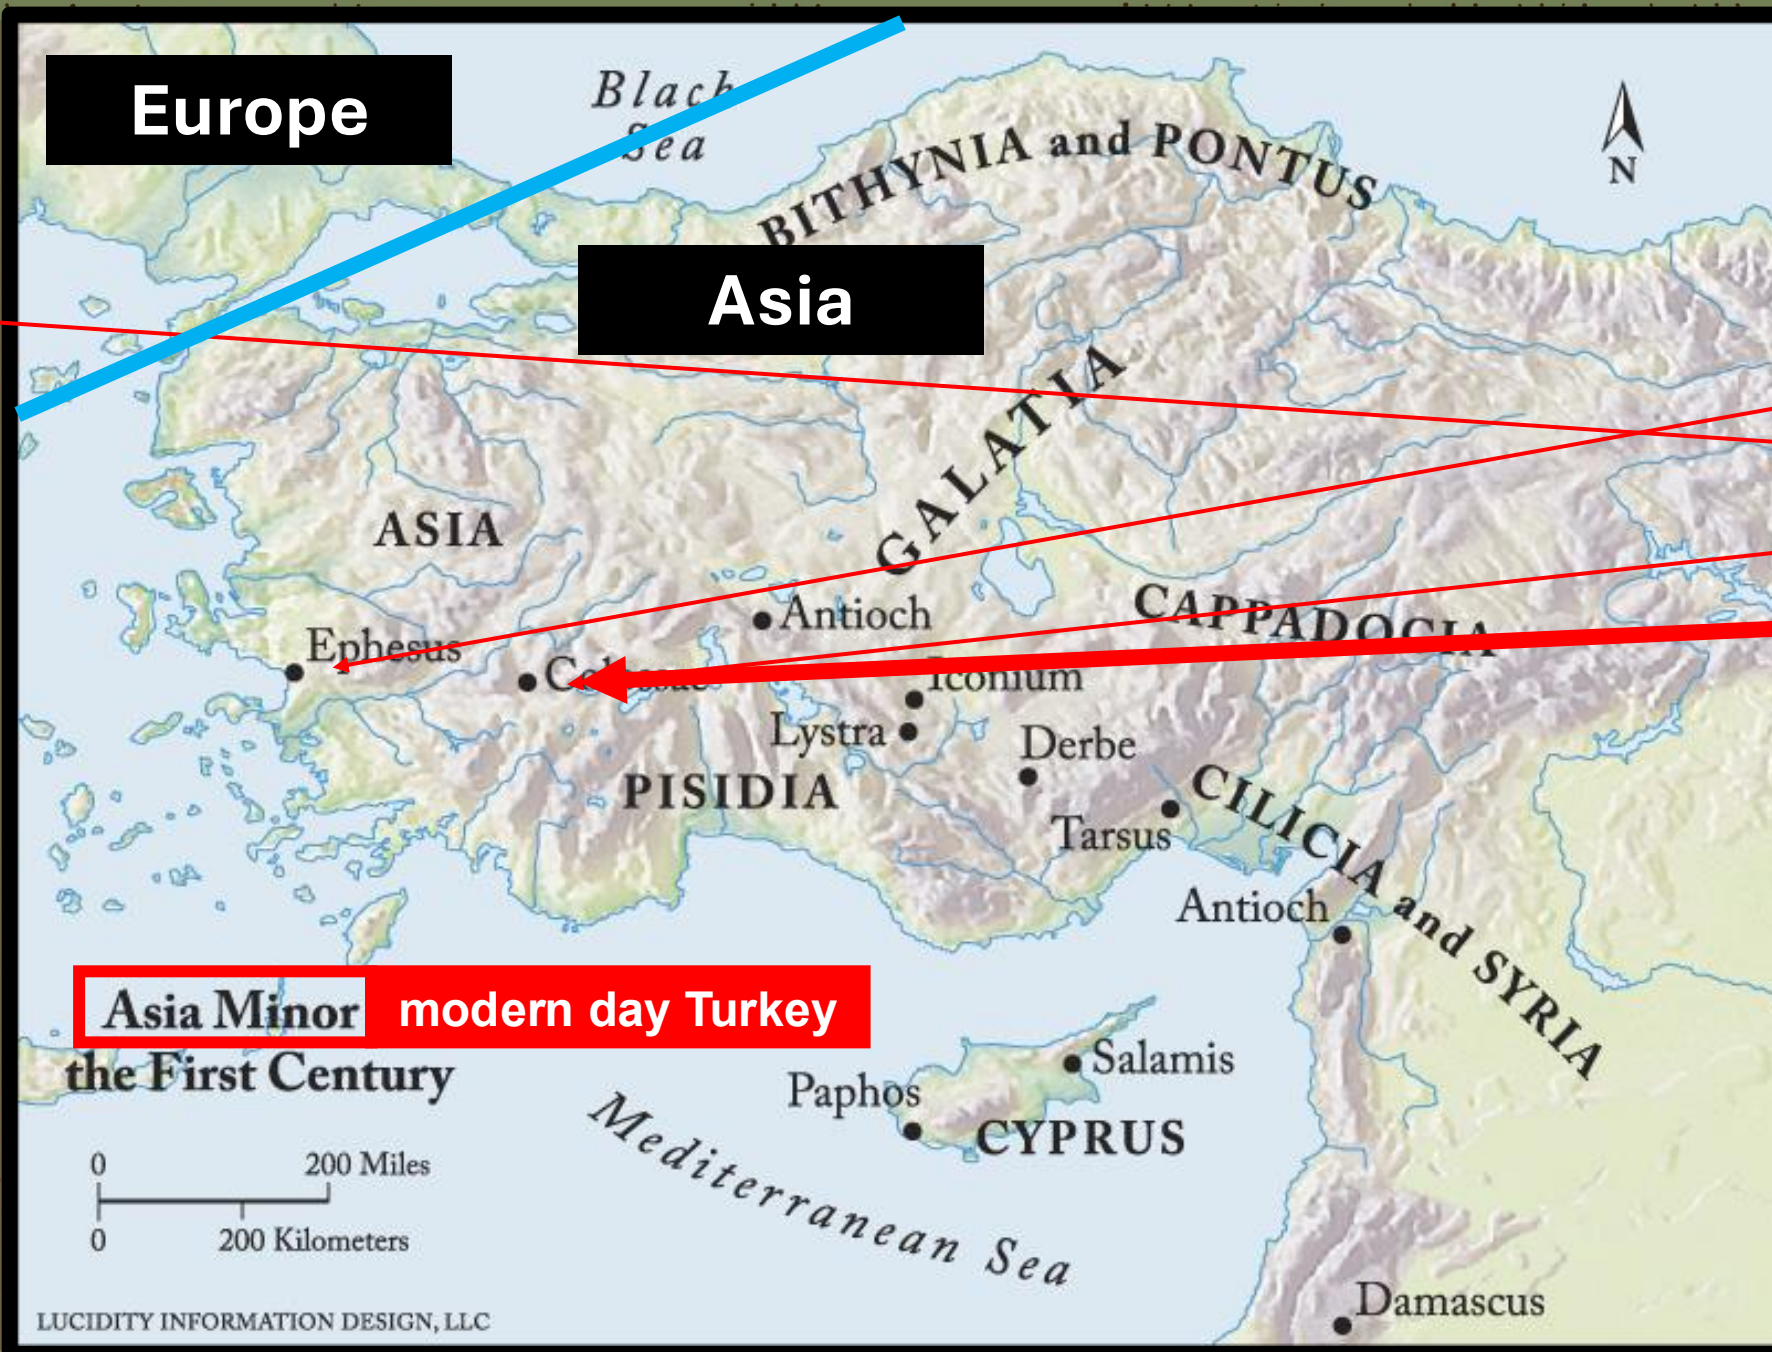 Europe
Black
Sea
BITHYNIA and PONTUS
N
Asia
GALATIA
ASIA
CAPPADOCIA
Antioch
Ephesus
Colossae
Iconium
Lystra
Derbe
PISIDIA
Tarsus
CILICIA and SYRIA
Antioch
Asia Minor modern day Turkey
the First Century
Salamis
Paphos
CYPRUS
Mediterranean Sea
0 200 Miles
0 200 Kilometers
Damascus
LUCIDITY INFORMATION DESIGN, LLC